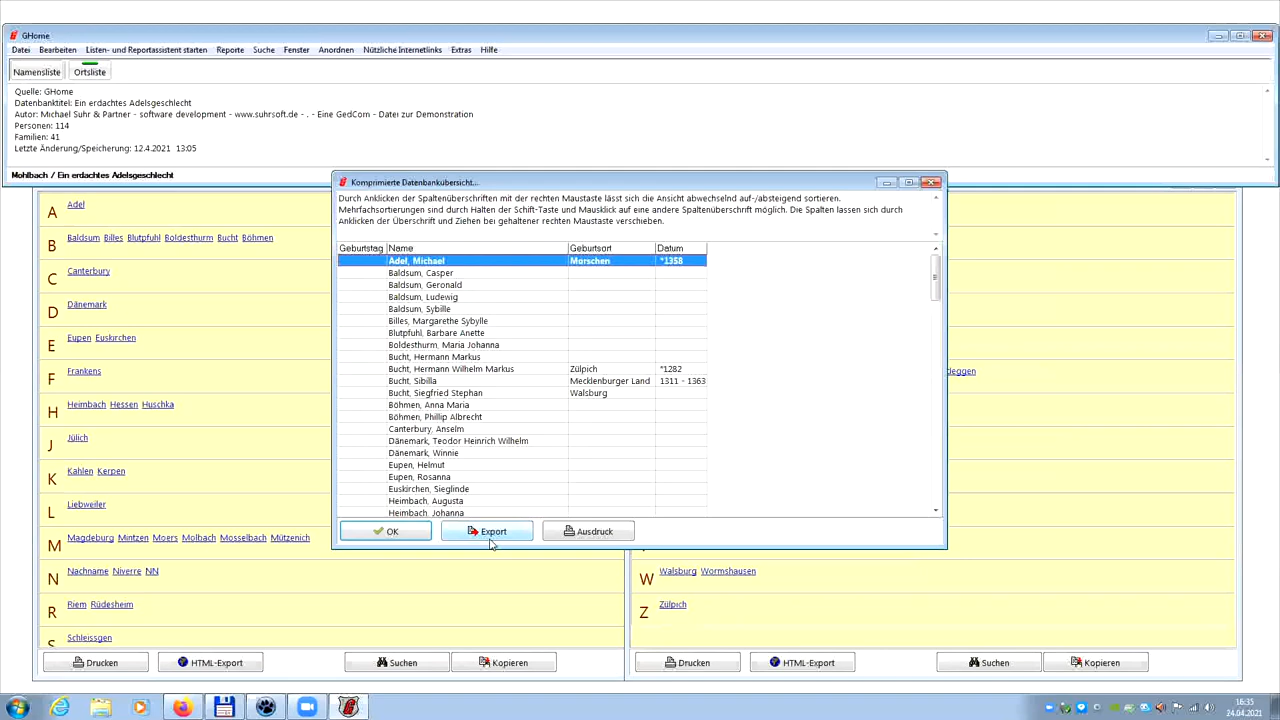 GHome
Datei Bearbeiten Listen- und Reportassistent starten Reporte Suche Fenster Anordnen Nützliche Internetlinks Extras Hilfe
Namensliste Ortsliste
Quelle: GHome
Datenbanktitel: Ein erdachtes Adelsgeschlecht
Autor: Michael Suhr & Partner - software development - www.suhrsoft.de - . - Eine GedCom - Datei zur Demonstration
Personen: 114
Familien: 41
Letzte Änderung/Speicherung: 12.4.2021 13:05
Mohlbach / Ein erdachtes Adelsgeschlecht
Komprimierte Datenbankübersicht...
Durch Anklicken der Spaltenüberschriften mit der rechten Maustaste lässt sich die Ansicht abwechselnd auf-/absteigend sortieren.
Mehrfachsortierungen sind durch Halten der Schift-Taste und Mausklick auf eine andere Spaltenüberschrift möglich. Die Spalten lassen sich durch
Anklicken der Überschrift und Ziehen bei gehaltener rechten Maustaste verschieben.
Geburtstag Name Geburtsort Datum
Adel, Michael Morschen *1358
Baldsum, Casper
Baldsum, Geronald
Baldsum, Ludewig
Baldsum, Sybille
Billes, Margarethe Sybylle
Blutpfuhl, Barbare Anette
Boldesthurm, Maria Johanna
Bucht, Hermann Markus
Bucht, Hermann Wilhelm Markus Zülpich *1282
Bucht, Sibilla Mecklenburger Land 1311 - 1363
Bucht, Siegfried Stephan Walsburg
Böhmen, Anna Maria
Böhmen, Phillip Albrecht
Canterbury, Anselm
Dänemark, Teodor Heinrich Wilhelm
Dänemark, Winnie
Eupen, Helmut
Eupen, Rosanna
Euskirchen, Sieglinde
Heimbach, Augusta
Heimbach, Johanna
OK Export Ausdruck
A Adel
B Baldsum Billes Blutpfuhl Boldesthurm Bucht Böhmen
C Canterbury
D Dänemark
E Eupen Euskirchen
F Frankens
H Heimbach Hessen Huschka
J Jülich
K Kahlen Kerpen
L Liebweiler
M Magdeburg Mintzen Moers Molbach Mosselbach Mützenich
N Nachname Niverre NN
R Riem Rüdesheim
S Schleissgen
leggen
W Walsburg Wormshausen
Z Zülpich
Drucken HTML-Export Suchen Kopieren
Drucken HTML-Export Suchen Kopieren
16:35
24.04.2021